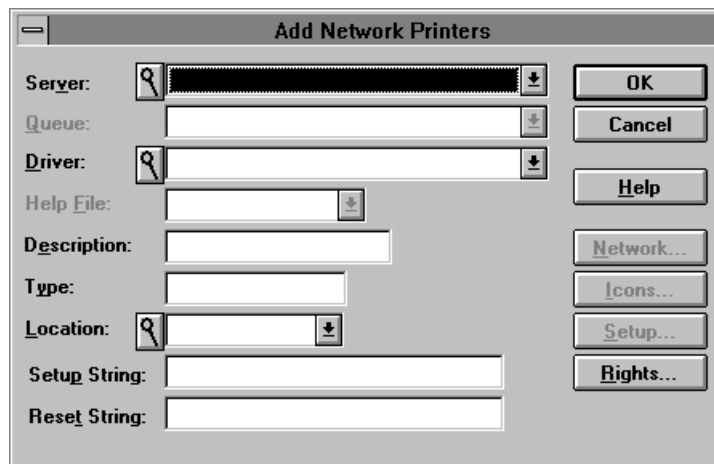 Add Network Printers
Server:
OK
Queue:
Cancel
Driver:
Help File:
Help
Description:
Network...
Type:
Icons...
Location:
Setup...
Setup String:
Rights...
Reset String: